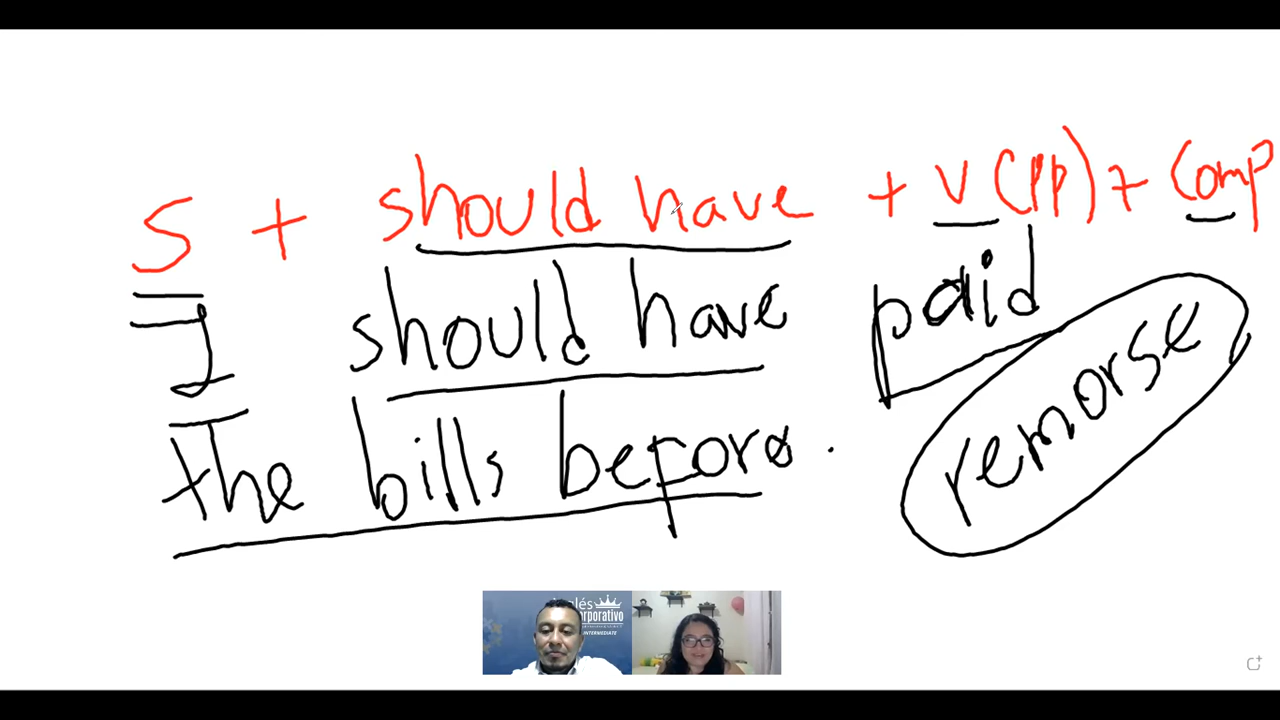 S + should have + V (PP) + Comp
I should have paid
the bills before.
remorse
Inglés
Corporativo
INTERMEDIATE